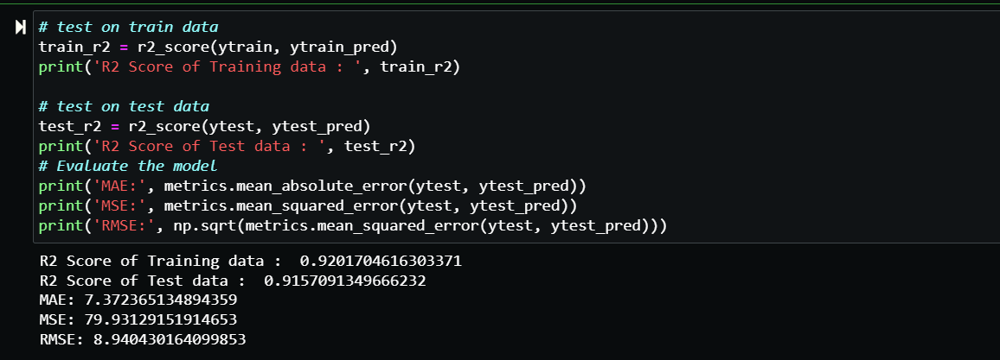 # test on train data
train_r2 = r2_score(ytrain, ytrain_pred)
print('R2 Score of Training data : ', train_r2)
# test on test data
test_r2 = r2_score(ytest, ytest_pred)
print('R2 Score of Test data : ', test_r2)
# Evaluate the model
print('MAE:', metrics.mean_absolute_error(ytest, ytest_pred))
print('MSE:', metrics.mean_squared_error(ytest, ytest_pred))
print('RMSE:', np.sqrt(metrics.mean_squared_error(ytest, ytest_pred)))
R2 Score of Training data :  0.9201704616303371
R2 Score of Test data :  0.9157091349666232
MAE: 7.372365134894359
MSE: 79.93129151914653
RMSE: 8.940430164099853